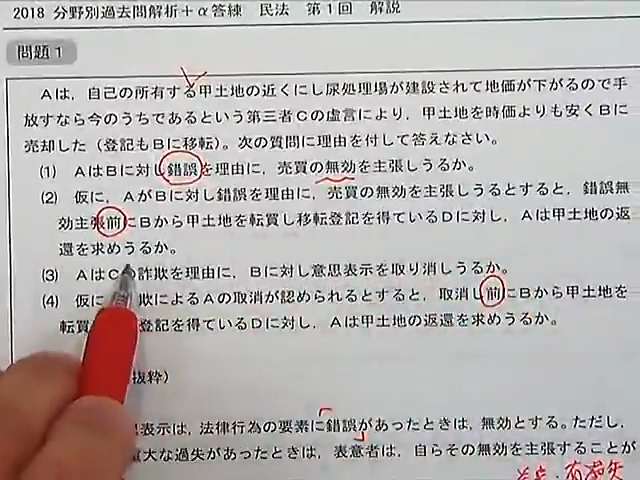 2018 分野別過去問解析＋α答練 民法 第1回 解説
問題1
Aは，自己の所有する甲土地の近くにし尿処理場が建設されて地価が下がるので手
放すなら今のうちであるという第三者Cの虚言により，甲土地を時価よりも安くBに
売却した（登記もBに移転）。次の質問に理由を付して答えなさい。
(1) AはBに対し錯誤を理由に，売買の無効を主張しうるか。
(2) 仮に，AがBに対し錯誤を理由に，売買の無効を主張しうるとすると，錯誤無
効主張前にBから甲土地を転買し移転登記を得ているDに対し，Aは甲土地の返
還を求めうるか。
(3) AはCの詐欺を理由に，Bに対し意思表示を取り消しうるか。
(4) 仮に 欺によるAの取消が認められるとすると，取消し前にBから甲土地を
転買 登記を得ているDに対し，Aは甲土地の返還を求めうるか。
抜粋）
表示は，法律行為の要素に錯誤があったときは，無効とする。ただし，
大な過失があったときは，表意者は，自らその無効を主張することが